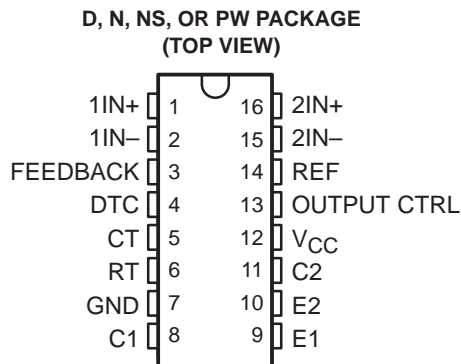 D, N, NS, OR PW PACKAGE
(TOP VIEW)
1IN+ 1 16 2IN+
1IN– 2 15 2IN–
FEEDBACK 3 14 REF
DTC 4 13 OUTPUT CTRL
CT 5 12 VCC
RT 6 11 C2
GND 7 10 E2
C1 8 9 E1